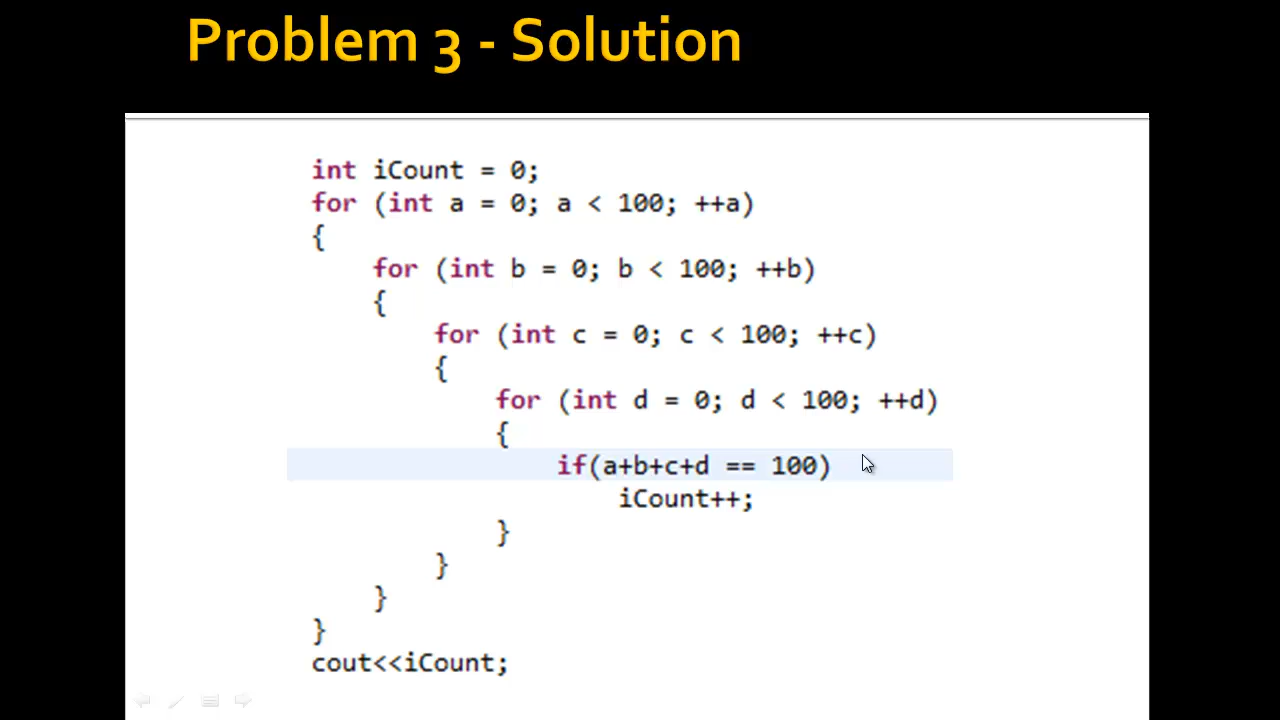 Problem 3 - Solution
int iCount = 0;
for (int a = 0; a < 100; ++a)
{
for (int b = 0; b < 100; ++b)
{
for (int c = 0; c < 100; ++c)
{
for (int d = 0; d < 100; ++d)
{
if(a+b+c+d == 100)
iCount++;
}
}
}
}
cout<<iCount;